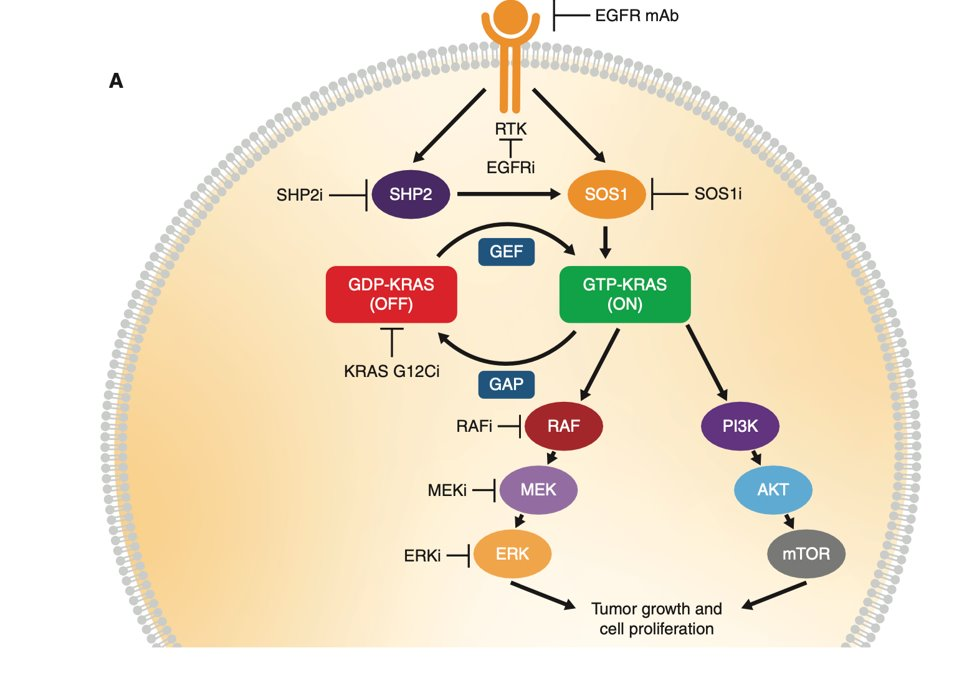 EGFR mAb
A
RTK
EGFRi
SHP2i
SHP2
SOS1
SOS1i
GEF
GDP-KRAS
(OFF)
GTP-KRAS
(ON)
KRAS G12Ci
GAP
RAFi
RAF
PI3K
MEKi
MEK
AKT
ERKi
ERK
mTOR
Tumor growth and
cell proliferation